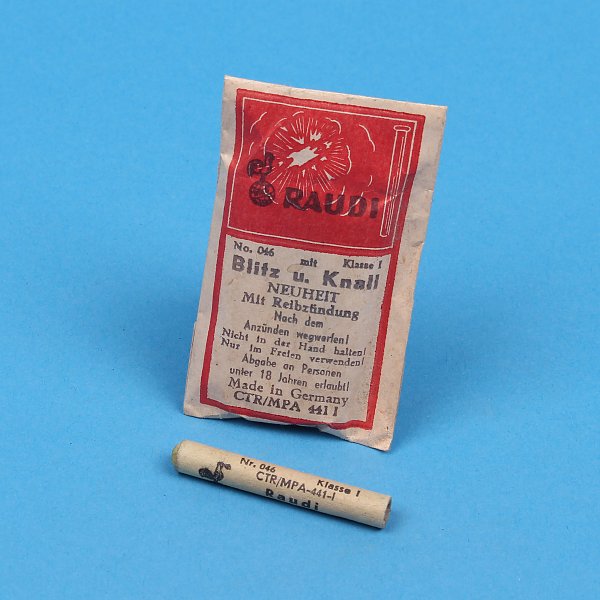 RAUDI
No. 046 mit Klasse I
Blitz u. Knall
NEUHEIT
Mit Reibzündung
Nach dem
Anzünden wegwerfen!
Nicht in der Hand halten!
Nur im Freien verwenden!
Abgabe an Personen
unter 18 Jahren erlaubt!
Made in Germany
CTR/MPA 441 I
Nr. 046 Klasse I
CTR/MPA-441-I
Raudi